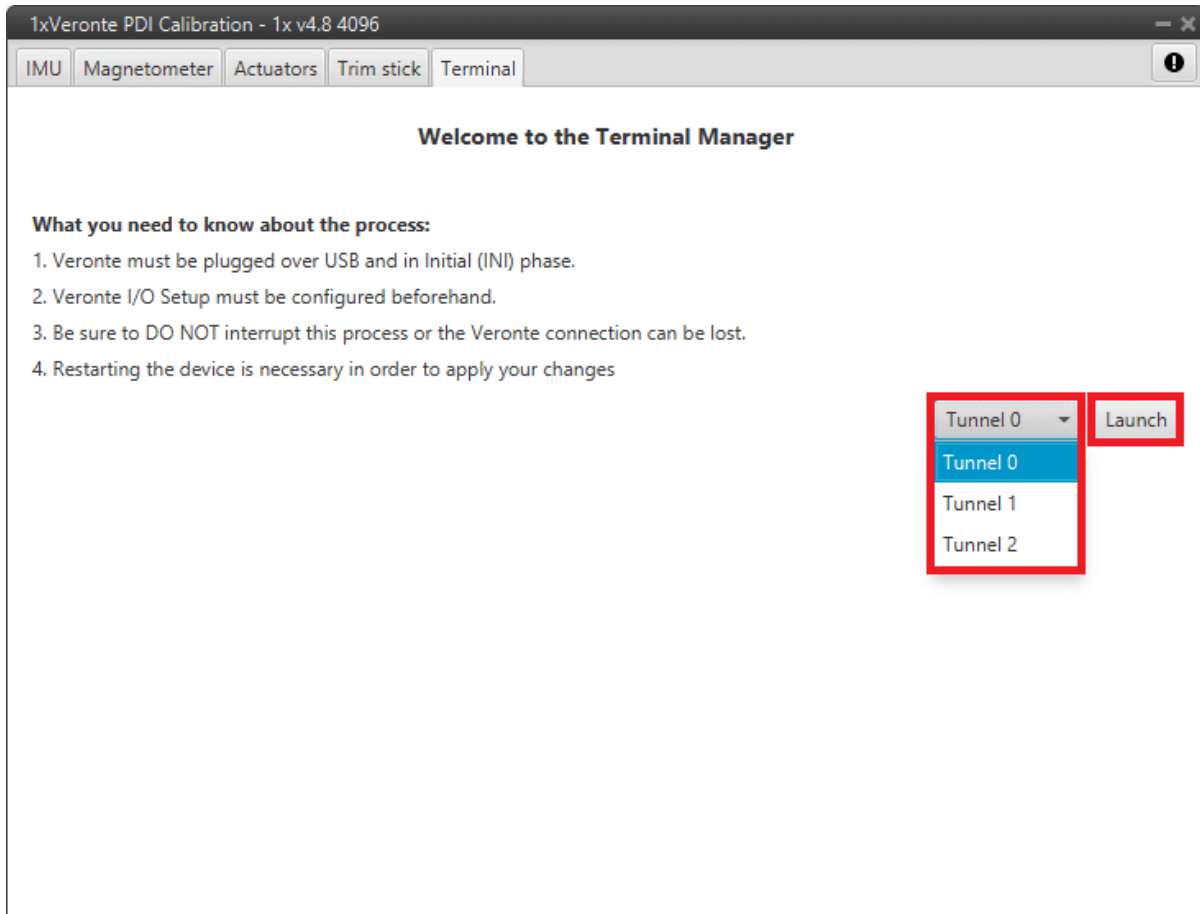 1xVeronte PDI Calibration - 1x v4.8 4096
IMU Magnetometer Actuators Trim stick Terminal
Welcome to the Terminal Manager
What you need to know about the process:
1. Veronte must be plugged over USB and in Initial (INI) phase.
2. Veronte I/O Setup must be configured beforehand.
3. Be sure to DO NOT interrupt this process or the Veronte connection can be lost.
4. Restarting the device is necessary in order to apply your changes
Tunnel 0 Launch
Tunnel 0
Tunnel 1
Tunnel 2